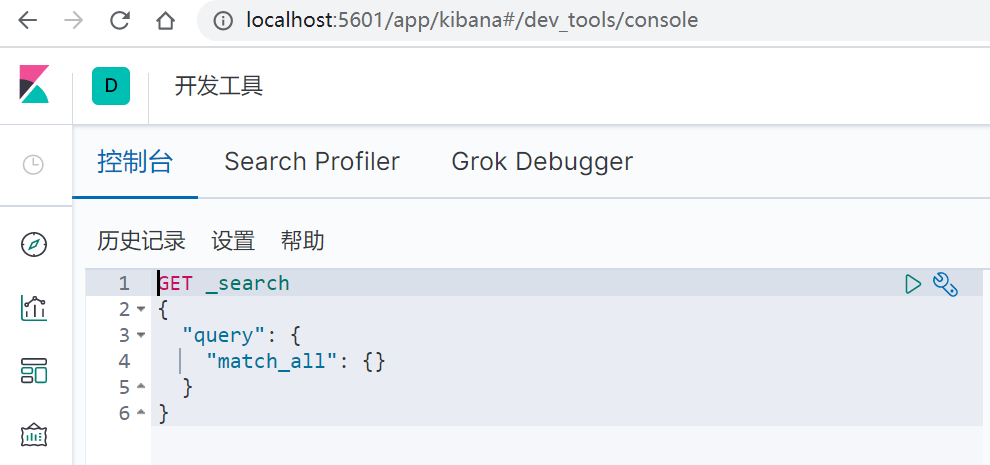 localhost:5601/app/kibana#/dev_tools/console
D 开发工具
控制台 Search Profiler Grok Debugger
历史记录 设置 帮助
1 GET _search
2 {
3 "query": {
4 "match_all": {}
5 }
6 }